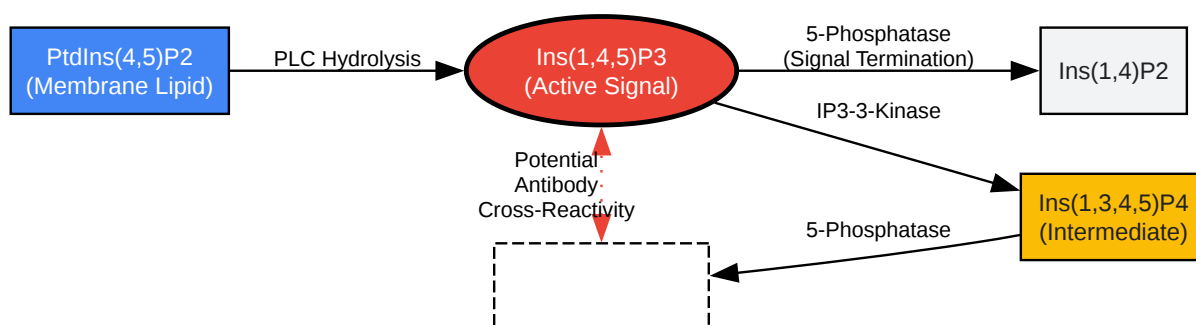 PtdIns(4,5)P2
(Membrane Lipid)
PLC Hydrolysis
Ins(1,4,5)P3
(Active Signal)
5-Phosphatase
(Signal Termination)
Ins(1,4)P2
IP3-3-Kinase
Potential
Antibody
Cross-Reactivity
Ins(1,3,4,5)P4
(Intermediate)
5-Phosphatase